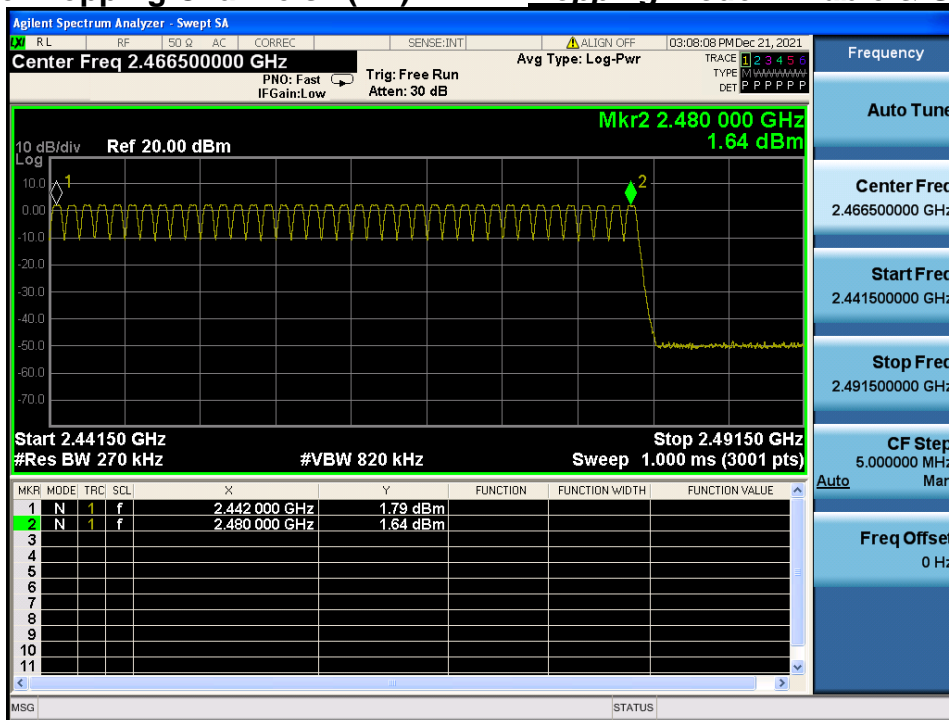 Agilent Spectrum Analyzer - Swept SA
LXI RL RF 50 Ω AC CORREC SENSE:INT ALIGN OFF 03:08:08 PM Dec 21, 2021
Center Freq 2.466500000 GHz
PNO: Fast
IFGain:Low
Trig: Free Run
Atten: 30 dB
Avg Type: Log-Pwr
TRACE 1 2 3 4 5 6
TYPE M
DET P P P P P P
Mkr2 2.480 000 GHz
1.64 dBm
10 dB/div Ref 20.00 dBm
Log
10.0
0.00
-10.0
-20.0
-30.0
-40.0
-50.0
-60.0
-70.0
1
2
Start 2.44150 GHz Stop 2.49150 GHz
#Res BW 270 kHz #VBW 820 kHz Sweep 1.000 ms (3001 pts)
MKR MODE TRC SCL X Y FUNCTION FUNCTION WIDTH FUNCTION VALUE
1 N 1 f 2.442 000 GHz 1.79 dBm
2 N 1 f 2.480 000 GHz 1.64 dBm
3
4
5
6
7
8
9
10
11
MSG STATUS
Frequency
Auto Tune
Center Freq
2.466500000 GHz
Start Freq
2.441500000 GHz
Stop Freq
2.491500000 GHz
CF Step
5.000000 MHz
Auto Man
Freq Offset
0 Hz